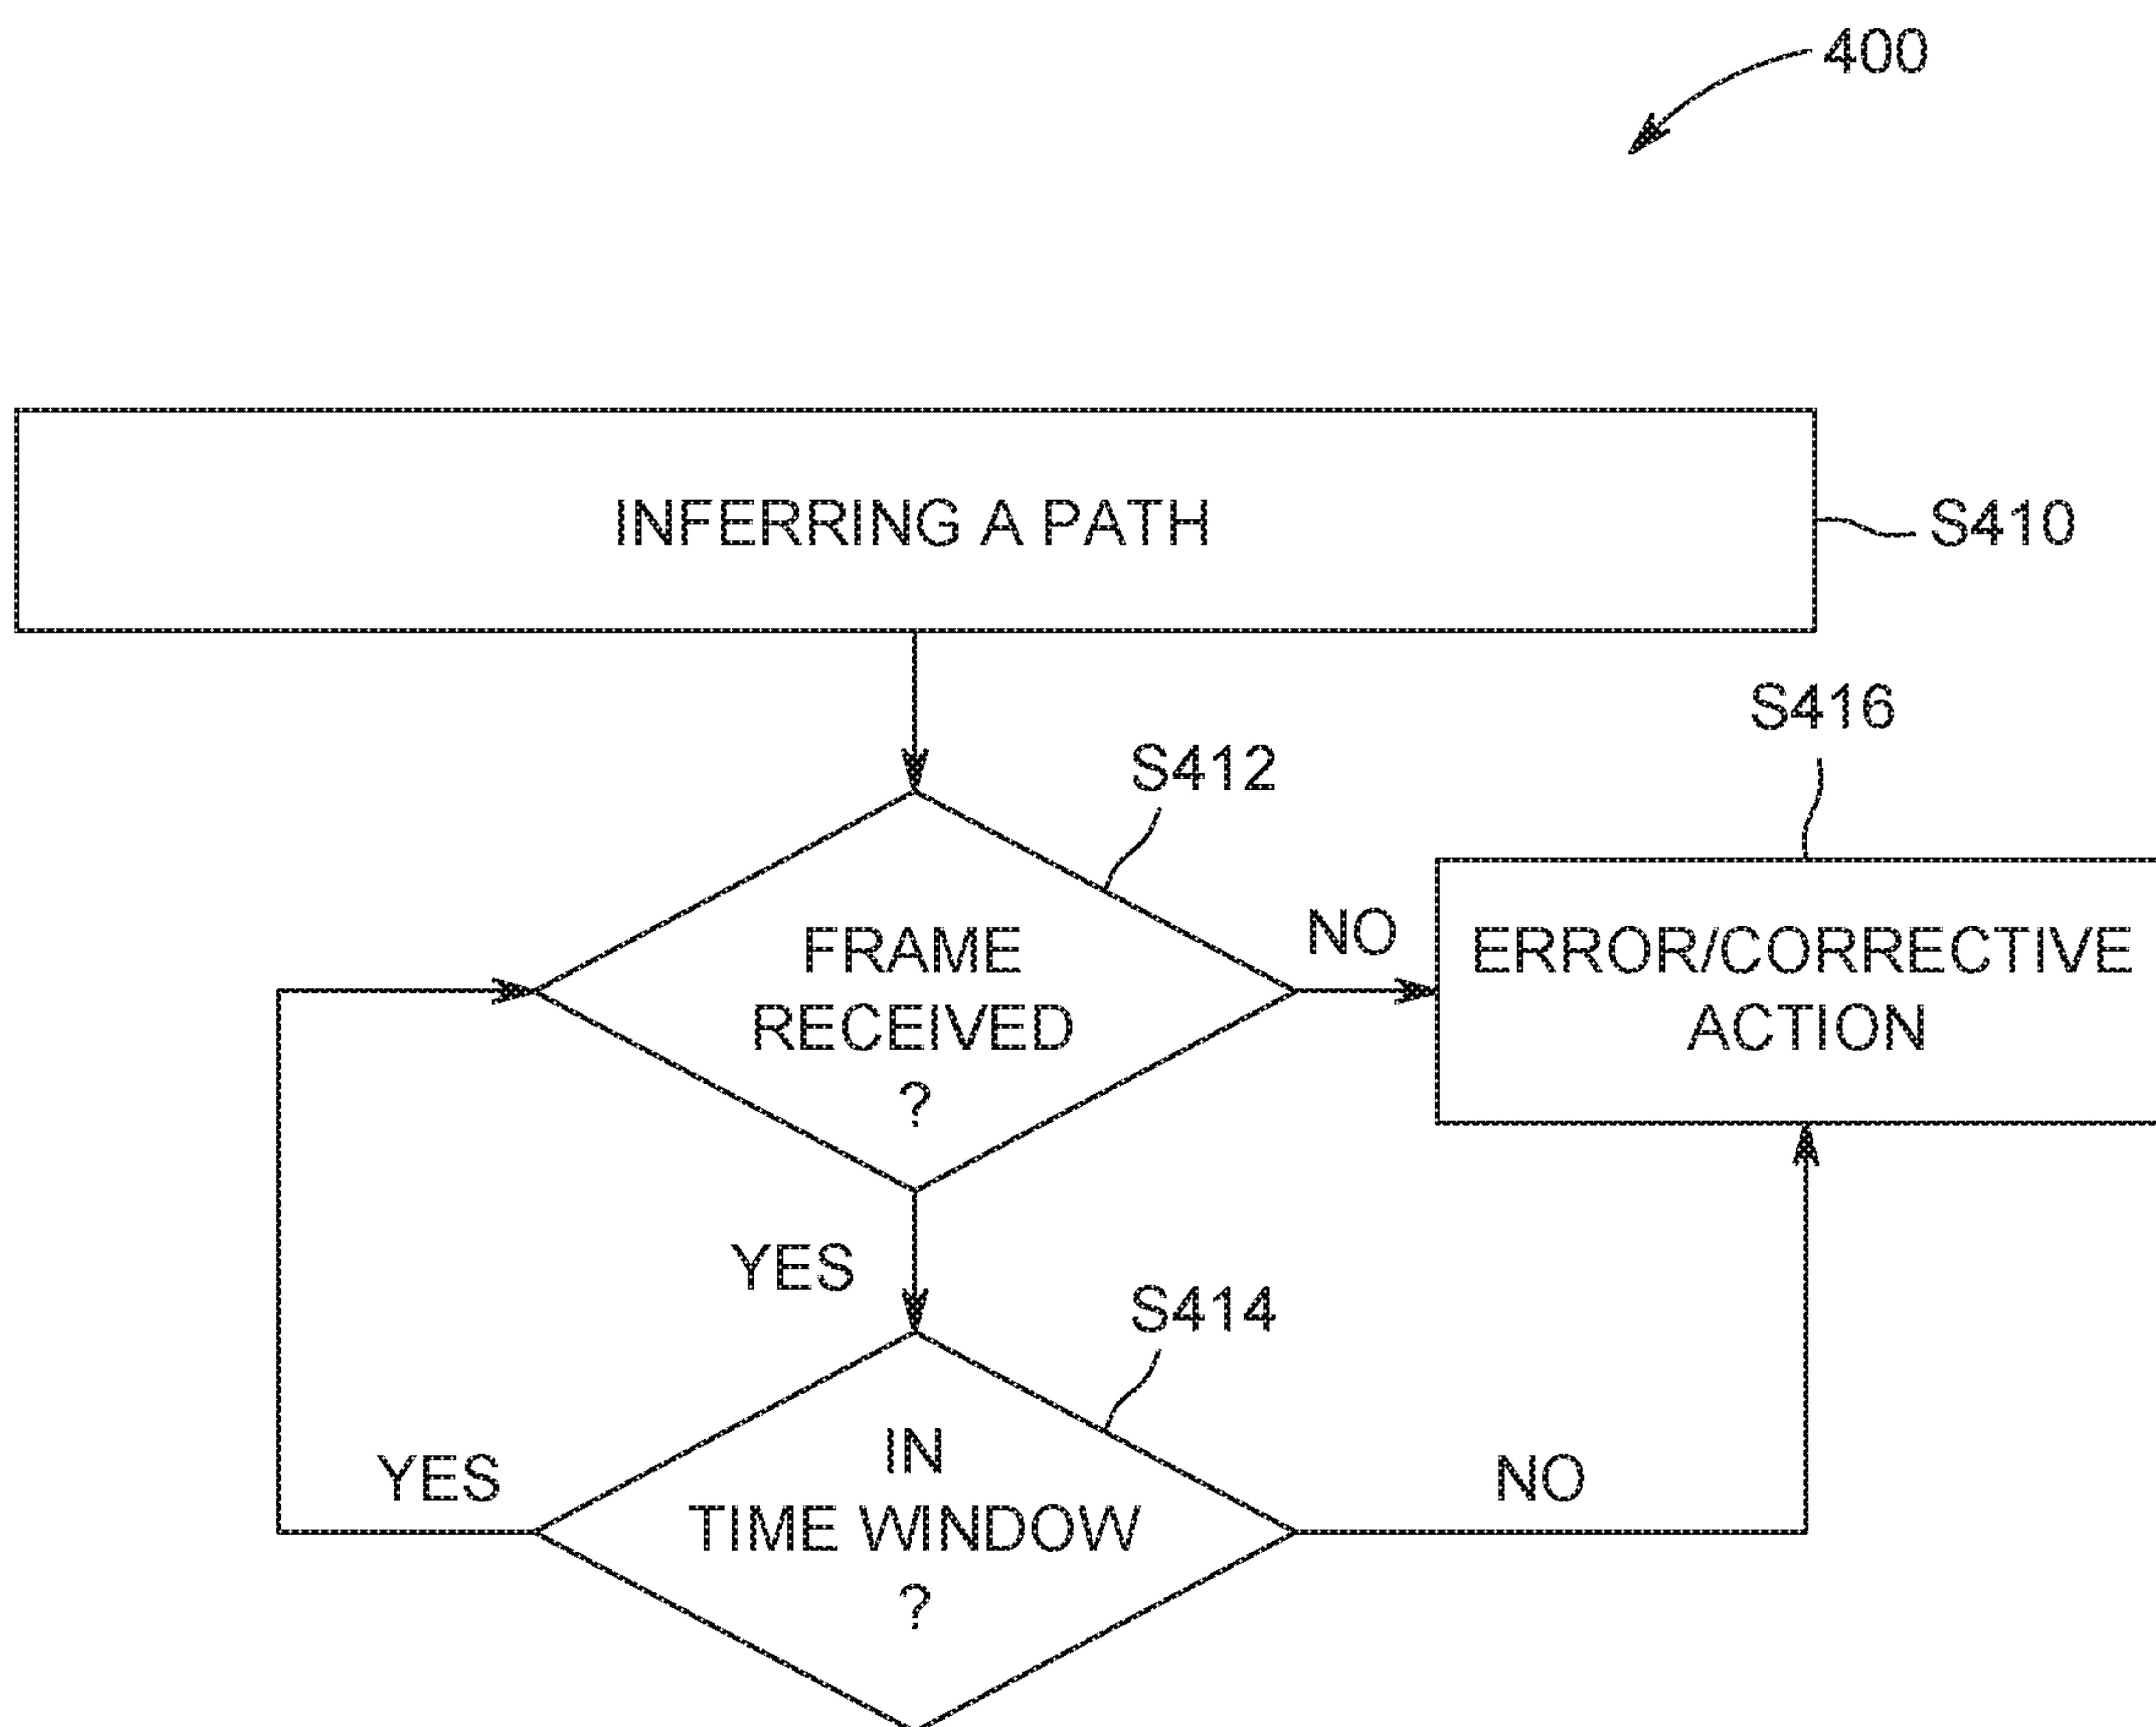 400
INFERRING A PATH
S410
S416
S412
FRAME
RECEIVED
?
NO
ERROR/CORRECTIVE
ACTION
YES
S414
IN
TIME WINDOW
?
YES
NO